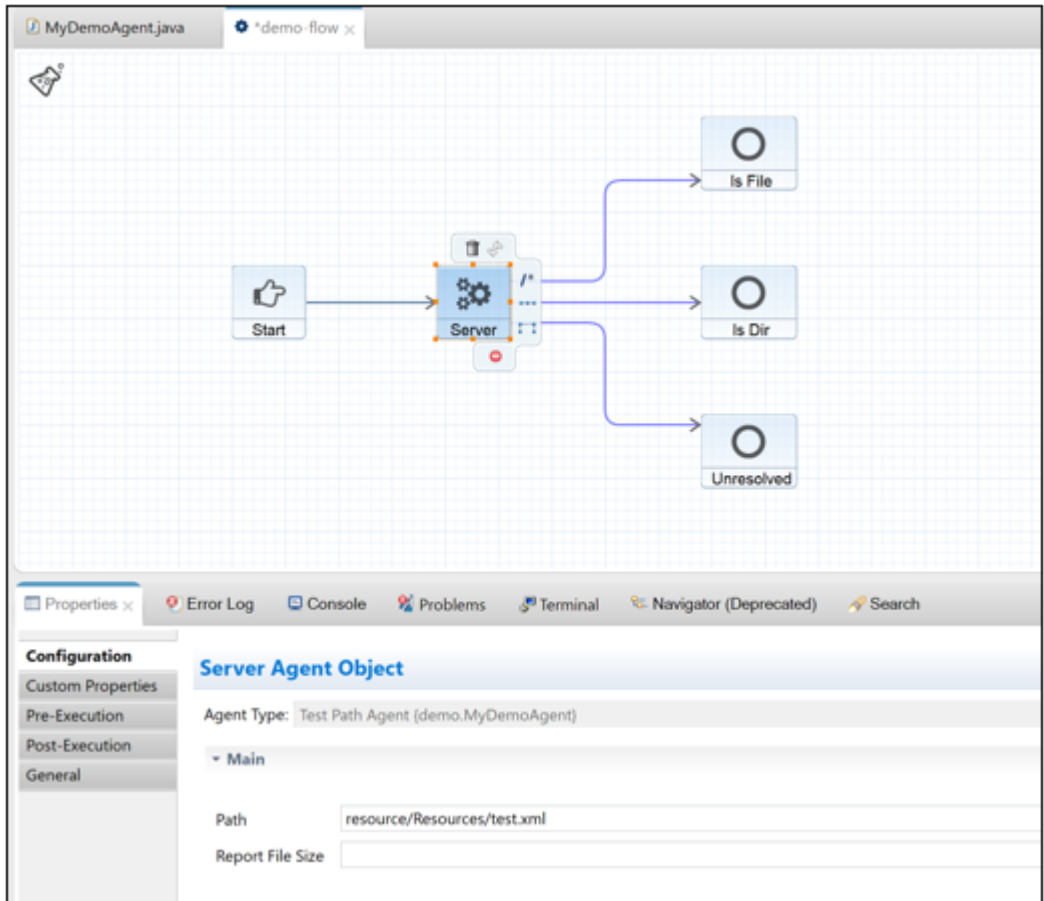 MyDemoAgent.java
*demo-flow
Is File
Start
Server
Is Dir
Unresolved
Properties Error Log Console Problems Terminal Navigator (Deprecated) Search
Configuration
Custom Properties
Pre-Execution
Post-Execution
General
Server Agent Object
Agent Type: Test Path Agent (demo.MyDemoAgent)
Main
Path resource/Resources/test.xml
Report File Size